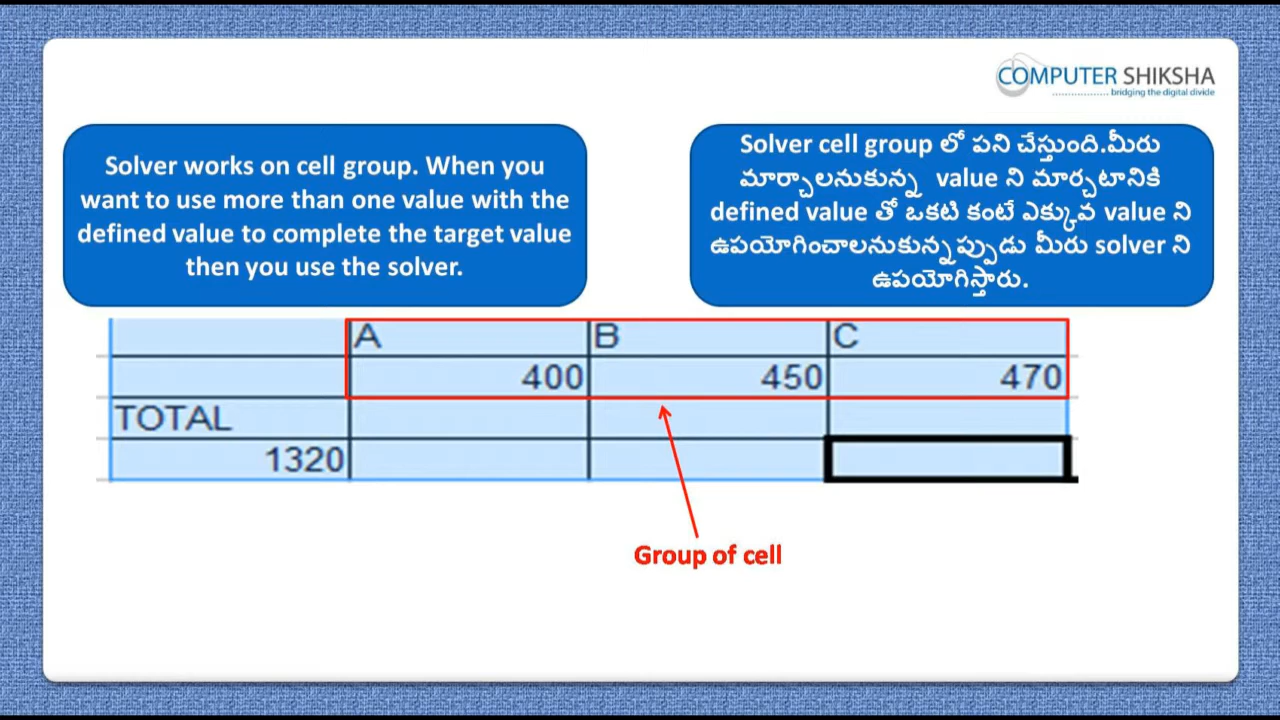 COMPUTER SHIKSHA
bridging the digital divide
Solver works on cell group. When you
want to use more than one value with the
defined value to complete the target value
then you use the solver.
Solver cell group లో పని చేస్తుంది.మీరు
మార్చాలనుకున్న value ని మార్చటానికి
defined value తో ఒకటి కంటే ఎక్కువ value ని
ఉపయోగించాలనుకున్నప్పుడు మీరు solver ని
ఉపయోగిస్తారు.
A B C
400 450 470
TOTAL
1320
Group of cell